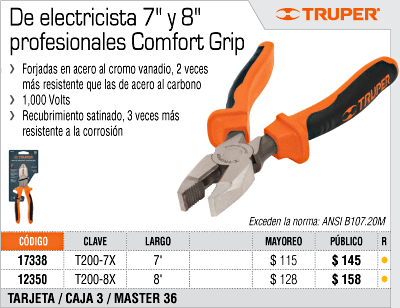 De electricista 7" y 8"
profesionales Comfort Grip
TRUPER
Forjadas en acero al cromo vanadio, 2 veces
más resistente que las de acero al carbono
1,000 Volts
Recubrimiento satinado, 3 veces más
resistente a la corrosión
TRUPER
TRUPER
Exceden la norma: ANSI B107.20M
CÓDIGO CLAVE LARGO MAYOREO PÚBLICO R
17338 T200-7X 7' $ 115 $ 145
12350 T200-8X 8' $ 128 $ 158
TARJETA / CAJA 3 / MASTER 36